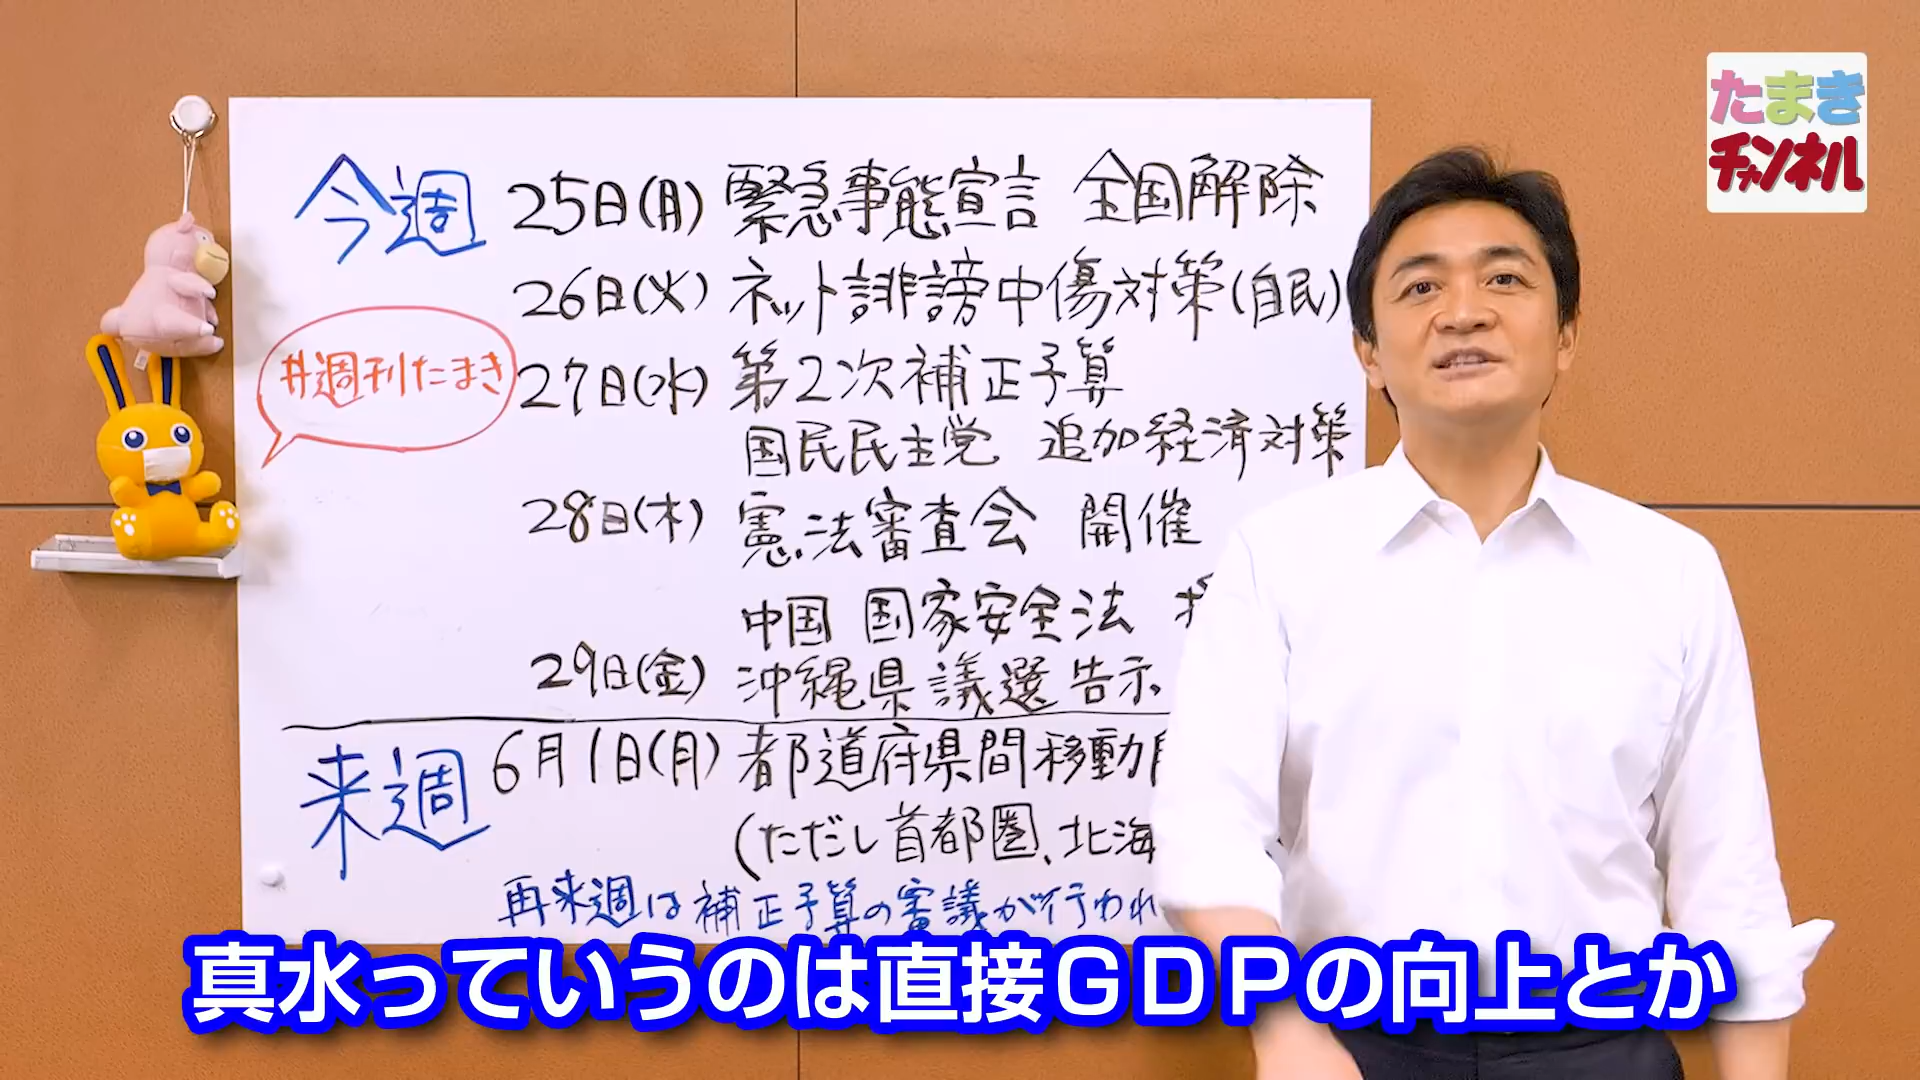 たまき
チャンネル
今週
25日(月) 緊急事態宣言 全国解除
26日(火) ネット誹謗中傷対策(自民)
#週刊たまき
27日(水) 第2次補正予算
国民民主党 追加経済対策
28日(木) 憲法審査会 開催
中国 国家安全法
29日(金) 沖縄県議選告示
来週
6月1日(月) 都道府県間移動
(ただし首都圏、北海
再来週は補正予算の審議が行われ
真水っていうのは直接GDPの向上とか